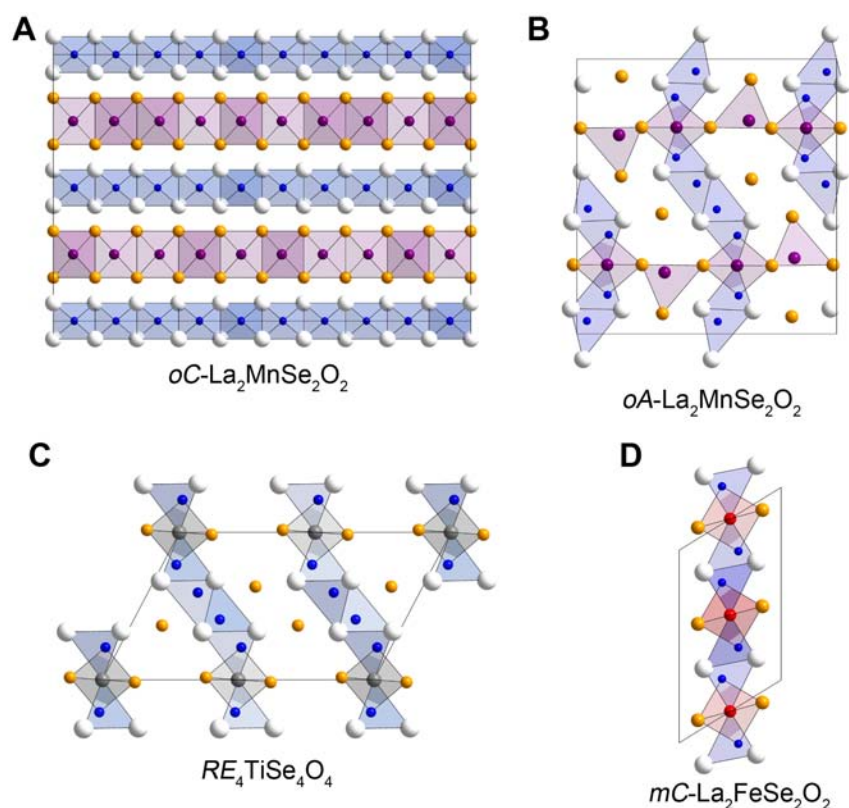 A
B
oC-La₂MnSe₂O₂
oA-La₂MnSe₂O₂
C
D
RE₄TiSe₄O₄
mC-La₂FeSe₂O₂